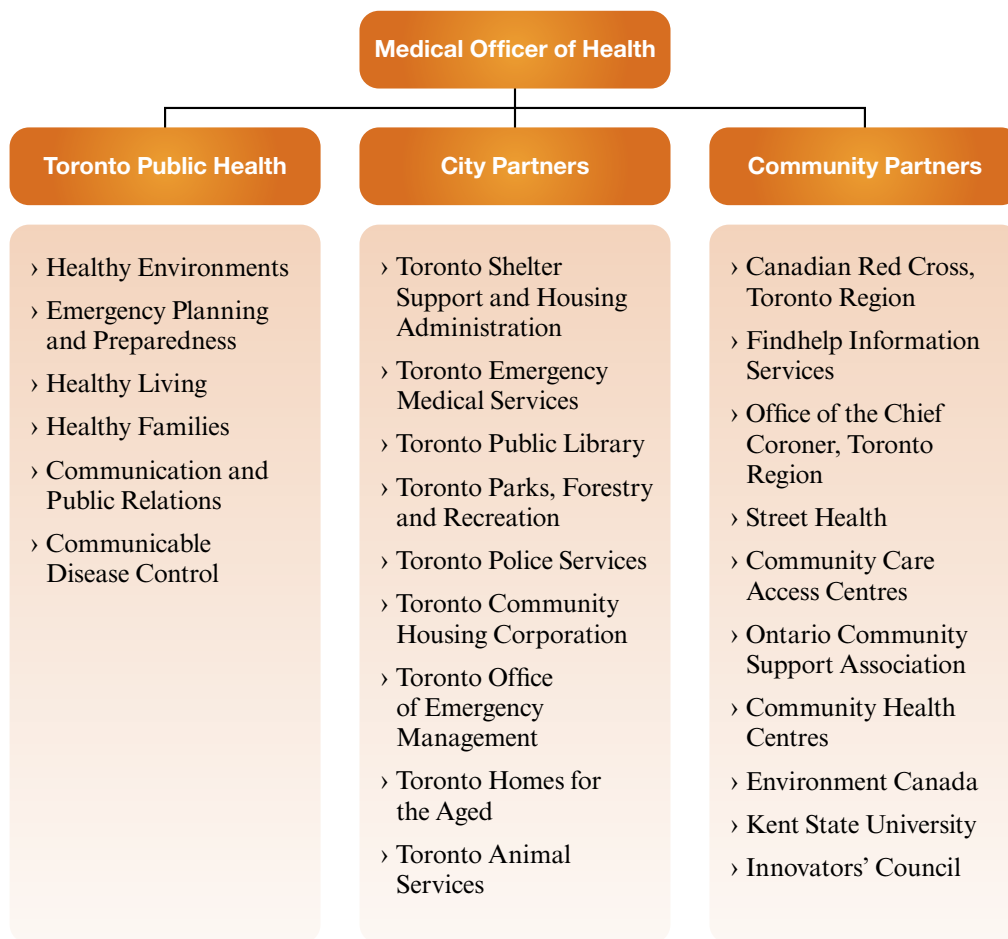 Medical Officer of Health
Toronto Public Health
› Healthy Environments
› Emergency Planning
and Preparedness
› Healthy Living
› Healthy Families
› Communication and
Public Relations
› Communicable
Disease Control
City Partners
› Toronto Shelter
Support and Housing
Administration
› Toronto Emergency
Medical Services
› Toronto Public Library
› Toronto Parks, Forestry
and Recreation
› Toronto Police Services
› Toronto Community
Housing Corporation
› Toronto Office
of Emergency
Management
› Toronto Homes for
the Aged
› Toronto Animal
Services
Community Partners
› Canadian Red Cross,
Toronto Region
› Findhelp Information
Services
› Office of the Chief
Coroner, Toronto
Region
› Street Health
› Community Care
Access Centres
› Ontario Community
Support Association
› Community Health
Centres
› Environment Canada
› Kent State University
› Innovators’ Council